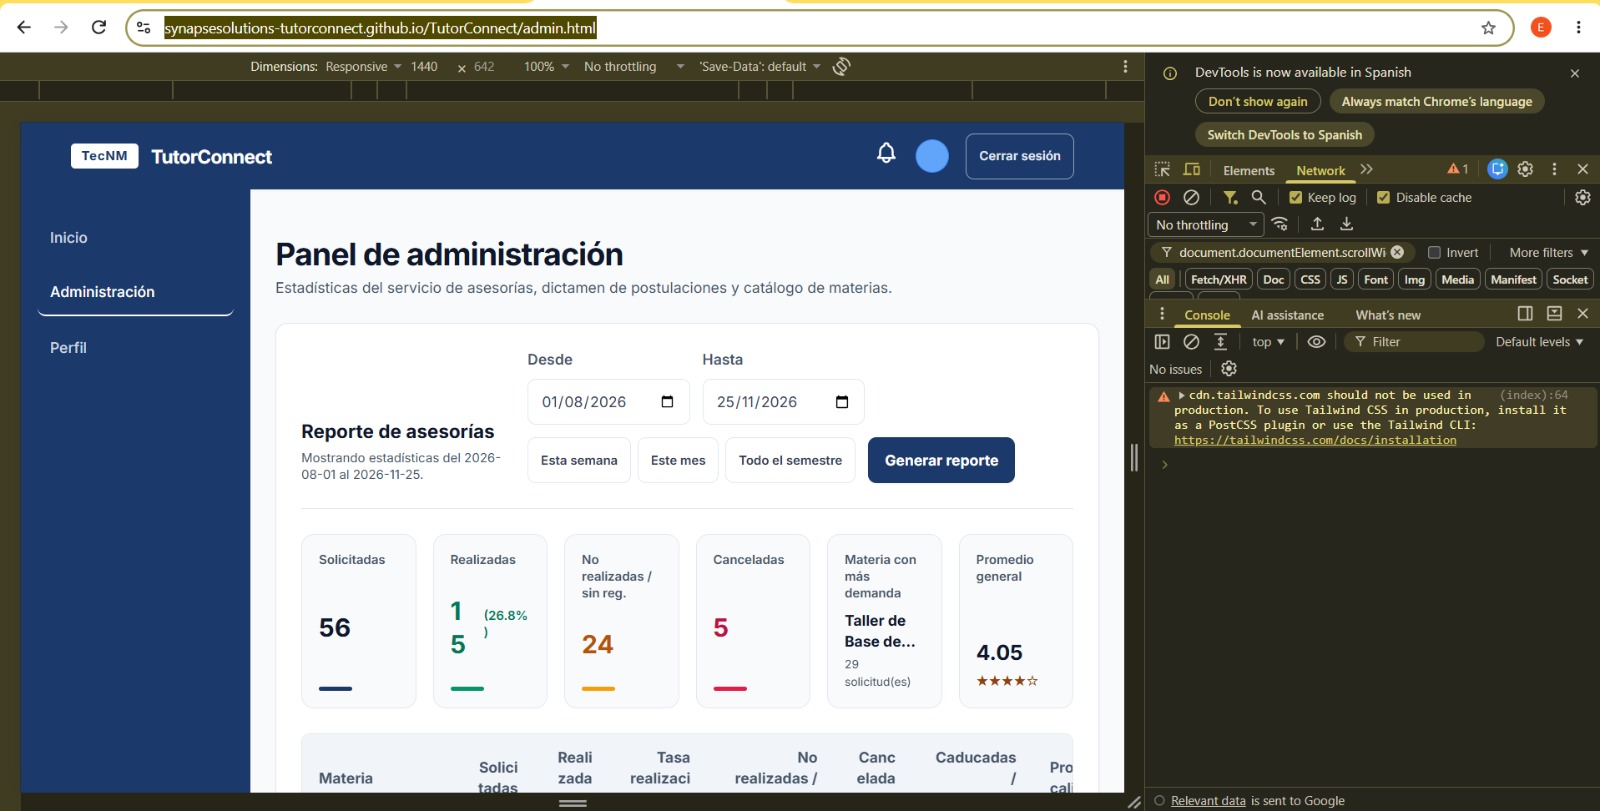 synapsesolutions-tutorconnect.github.io/TutorConnect/admin.html
E
Dimensions: Responsive 1440 x 642 100% No throttling 'Save-Data': default
DevTools is now available in Spanish
Don't show again Always match Chrome's language
Switch DevTools to Spanish
Elements Network 1
Keep log Disable cache
No throttling
document.documentElement.scrollWi Invert More filters
All Fetch/XHR Doc CSS JS Font Img Media Manifest Socket
Console AI assistance What's new
top Filter Default levels
No issues
cdn.tailwindcss.com should not be used in (index):64
production. To use Tailwind CSS in production, install it
as a PostCSS plugin or use the Tailwind CLI:
https://tailwindcss.com/docs/installation
Relevant data is sent to Google
TecNM TutorConnect
Cerrar sesión
Inicio
Administración
Perfil
Panel de administración
Estadísticas del servicio de asesorías, dictamen de postulaciones y catálogo de materias.
Desde Hasta
01/08/2026 25/11/2026
Reporte de asesorías
Mostrando estadísticas del 2026-
08-01 al 2026-11-25.
Esta semana Este mes Todo el semestre Generar reporte
Solicitadas
56
Realizadas
1
5
(26.8%
)
No
realizadas /
sin reg.
24
Canceladas
5
Materia con
más
demanda
Taller de
Base de...
29
solicitud(es)
Promedio
general
4.05
★★★★☆
Materia
Solici
tadas
Reali
zada
Tasa
realizaci
No
realizadas /
Canc
elada
Caducadas
/
Pro
cali